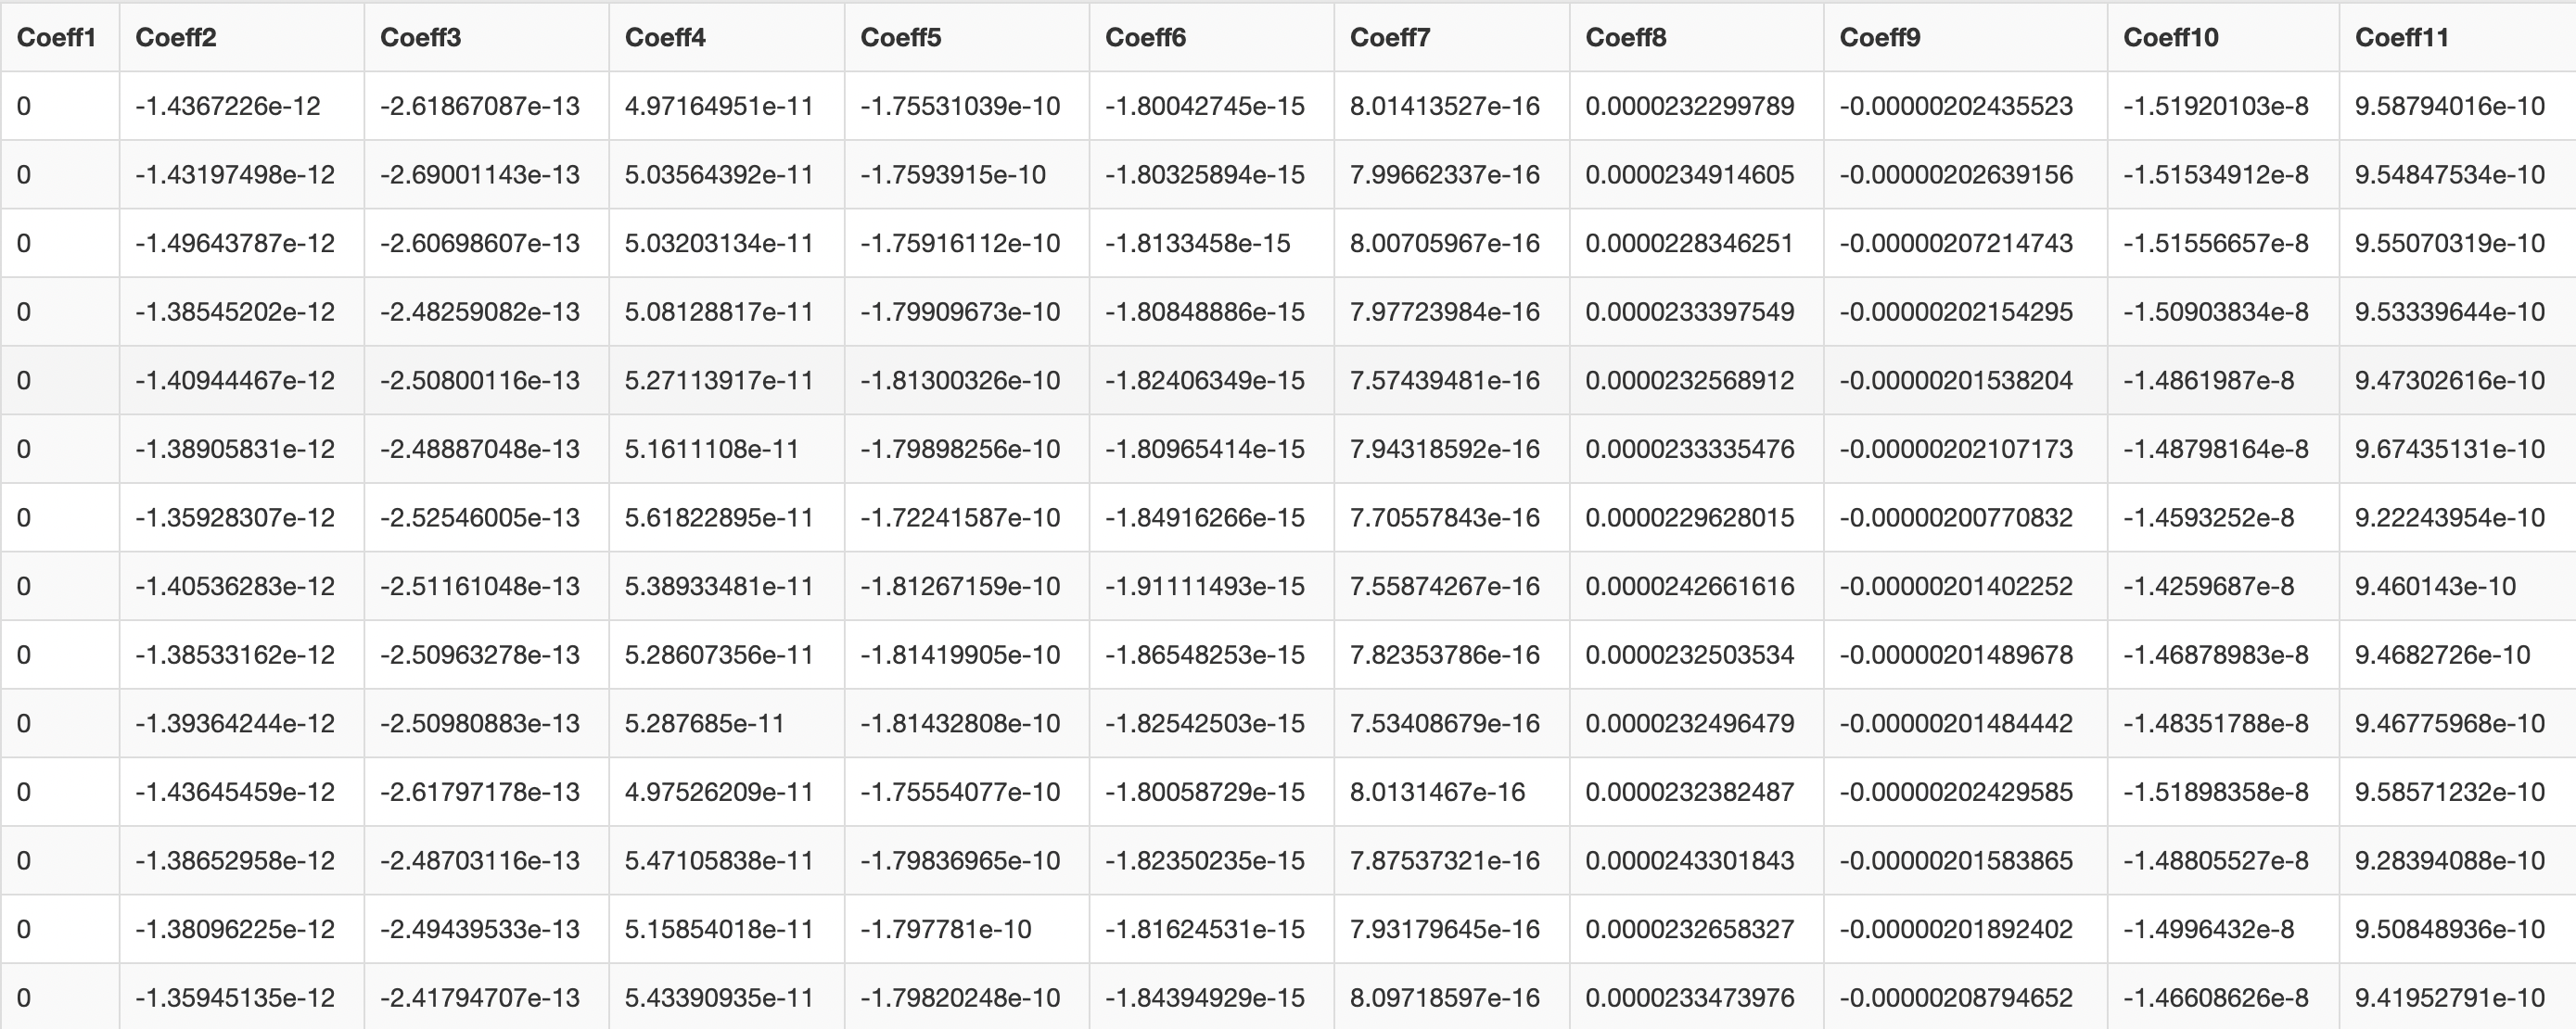 Coeff1 Coeff2 Coeff3 Coeff4 Coeff5 Coeff6 Coeff7 Coeff8 Coeff9 Coeff10 Coeff11
0 -1.4367226e-12 -2.61867087e-13 4.97164951e-11 -1.75531039e-10 -1.80042745e-15 8.01413527e-16 0.0000232299789 -0.00000202435523 -1.51920103e-8 9.58794016e-10
0 -1.43197498e-12 -2.69001143e-13 5.03564392e-11 -1.7593915e-10 -1.80325894e-15 7.99662337e-16 0.0000234914605 -0.00000202639156 -1.51534912e-8 9.54847534e-10
0 -1.49643787e-12 -2.60698607e-13 5.03203134e-11 -1.75916112e-10 -1.8133458e-15 8.00705967e-16 0.0000228346251 -0.00000207214743 -1.51556657e-8 9.55070319e-10
0 -1.38545202e-12 -2.48259082e-13 5.08128817e-11 -1.79909673e-10 -1.80848886e-15 7.97723984e-16 0.0000233397549 -0.00000202154295 -1.50903834e-8 9.53339644e-10
0 -1.40944467e-12 -2.50800116e-13 5.27113917e-11 -1.81300326e-10 -1.82406349e-15 7.57439481e-16 0.0000232568912 -0.00000201538204 -1.4861987e-8 9.47302616e-10
0 -1.38905831e-12 -2.48887048e-13 5.1611108e-11 -1.79898256e-10 -1.80965414e-15 7.94318592e-16 0.0000233335476 -0.00000202107173 -1.48798164e-8 9.67435131e-10
0 -1.35928307e-12 -2.52546005e-13 5.61822895e-11 -1.72241587e-10 -1.84916266e-15 7.70557843e-16 0.0000229628015 -0.00000200770832 -1.4593252e-8 9.22243954e-10
0 -1.40536283e-12 -2.51161048e-13 5.38933481e-11 -1.81267159e-10 -1.91111493e-15 7.55874267e-16 0.0000242661616 -0.00000201402252 -1.4259687e-8 9.460143e-10
0 -1.38533162e-12 -2.50963278e-13 5.28607356e-11 -1.81419905e-10 -1.86548253e-15 7.82353786e-16 0.0000232503534 -0.00000201489678 -1.46878983e-8 9.4682726e-10
0 -1.39364244e-12 -2.50980883e-13 5.287685e-11 -1.81432808e-10 -1.82542503e-15 7.53408679e-16 0.0000232496479 -0.00000201484442 -1.48351788e-8 9.46775968e-10
0 -1.43645459e-12 -2.61797178e-13 4.97526209e-11 -1.75554077e-10 -1.80058729e-15 8.0131467e-16 0.0000232382487 -0.00000202429585 -1.51898358e-8 9.58571232e-10
0 -1.38652958e-12 -2.48703116e-13 5.47105838e-11 -1.79836965e-10 -1.82350235e-15 7.87537321e-16 0.0000243301843 -0.00000201583865 -1.48805527e-8 9.28394088e-10
0 -1.38096225e-12 -2.49439533e-13 5.15854018e-11 -1.797781e-10 -1.81624531e-15 7.93179645e-16 0.0000232658327 -0.00000201892402 -1.4996432e-8 9.50848936e-10
0 -1.35945135e-12 -2.41794707e-13 5.43390935e-11 -1.79820248e-10 -1.84394929e-15 8.09718597e-16 0.0000233473976 -0.00000208794652 -1.46608626e-8 9.41952791e-10